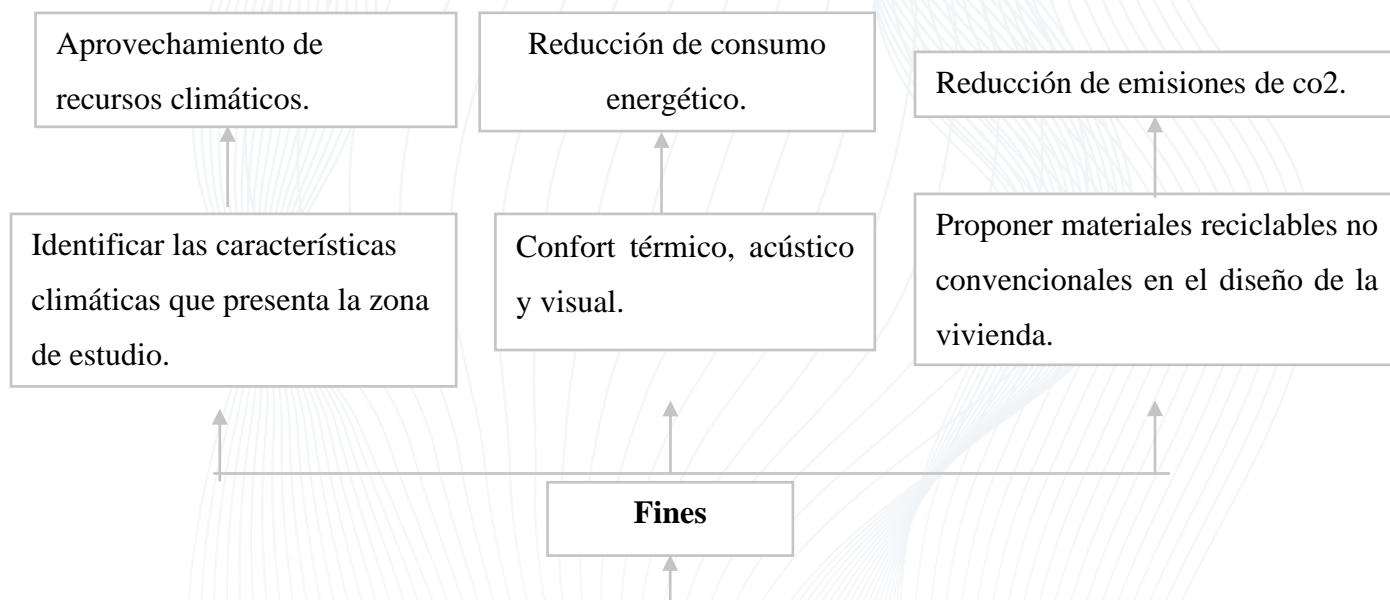 Aprovechamiento de
recursos climáticos.
Reducción de consumo
energético.
Reducción de emisiones de co2.
Identificar las características
climáticas que presenta la zona
de estudio.
Confort térmico, acústico
y visual.
Proponer materiales reciclables no
convencionales en el diseño de la
vivienda.
Fines